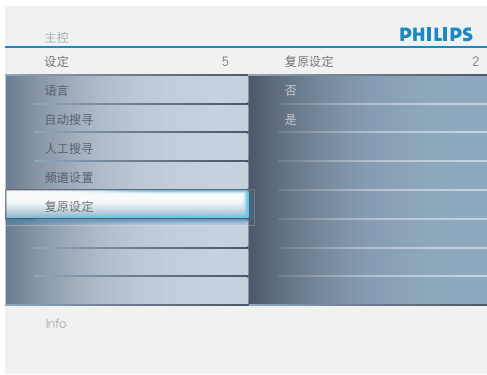 主控
PHILIPS
设定 5
复原设定 2
语言
否
自动搜寻
是
人工搜寻
频道设置
复原设定
Info